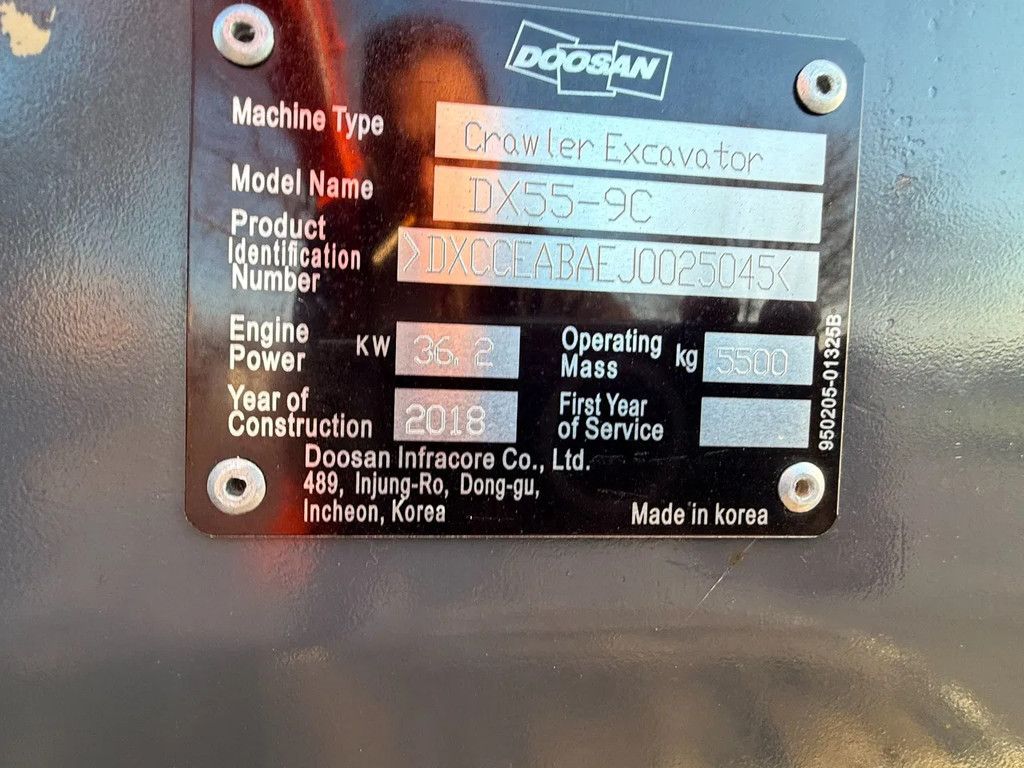 DOOSAN
Machine Type Crawler Excavator
Model Name DX55-9C
Product
Identification >DXCCEABAEJ0025045<
Number
Engine
Power KW 36.2
Operating
Mass kg 5500
Year of
Construction 2018
First Year
of Service
Doosan Infracore Co., Ltd.
489, Injung-Ro, Dong-gu,
Incheon, Korea
Made in korea
950205-01325B